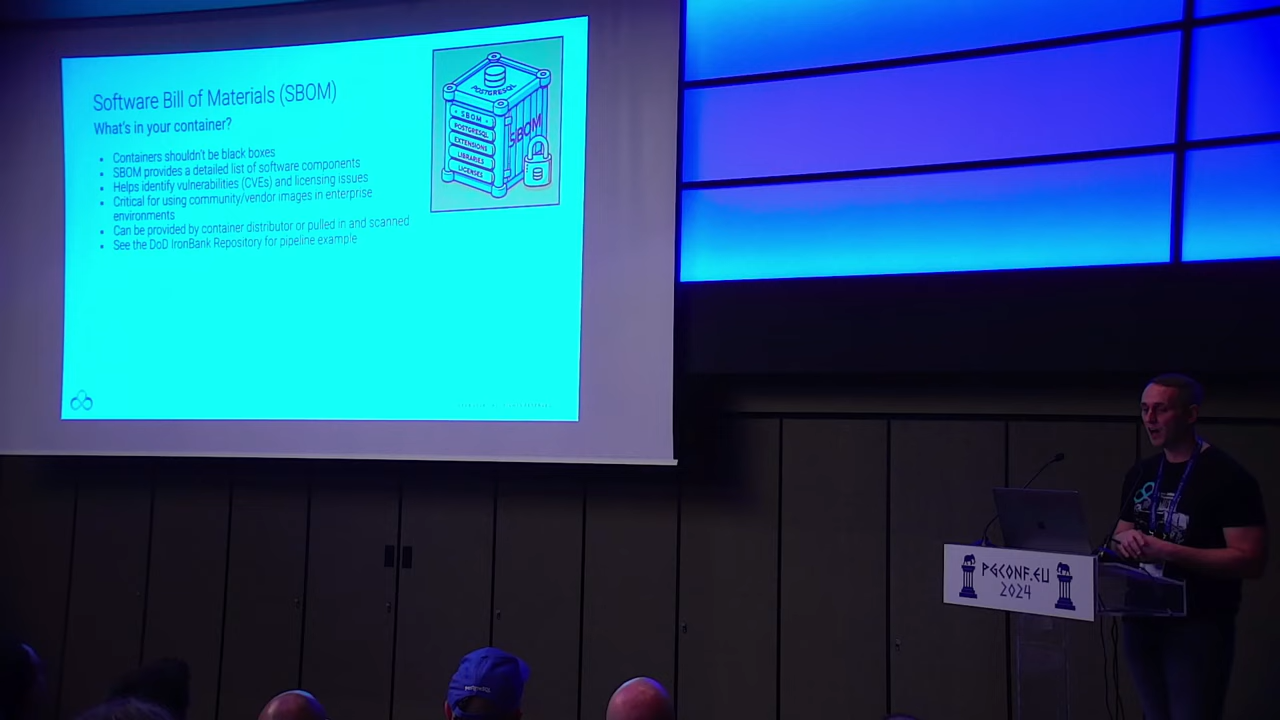 Software Bill of Materials (SBOM)
What's in your container?
• Containers shouldn't be black boxes
• SBOM provides a detailed list of software components
• Helps identify vulnerabilities (CVEs) and licensing issues
• Critical for using community/vendor images in enterprise
environments
• Can be provided by container distributor or pulled in and scanned
• See the DoD IronBank Repository for pipeline example
POSTGRESQL
SBOM
POSTGRESQL
EXTENSIONS
LIBRARIES
LICENSES
SBOM
PGCONF.EU
2024
PostgreSQL